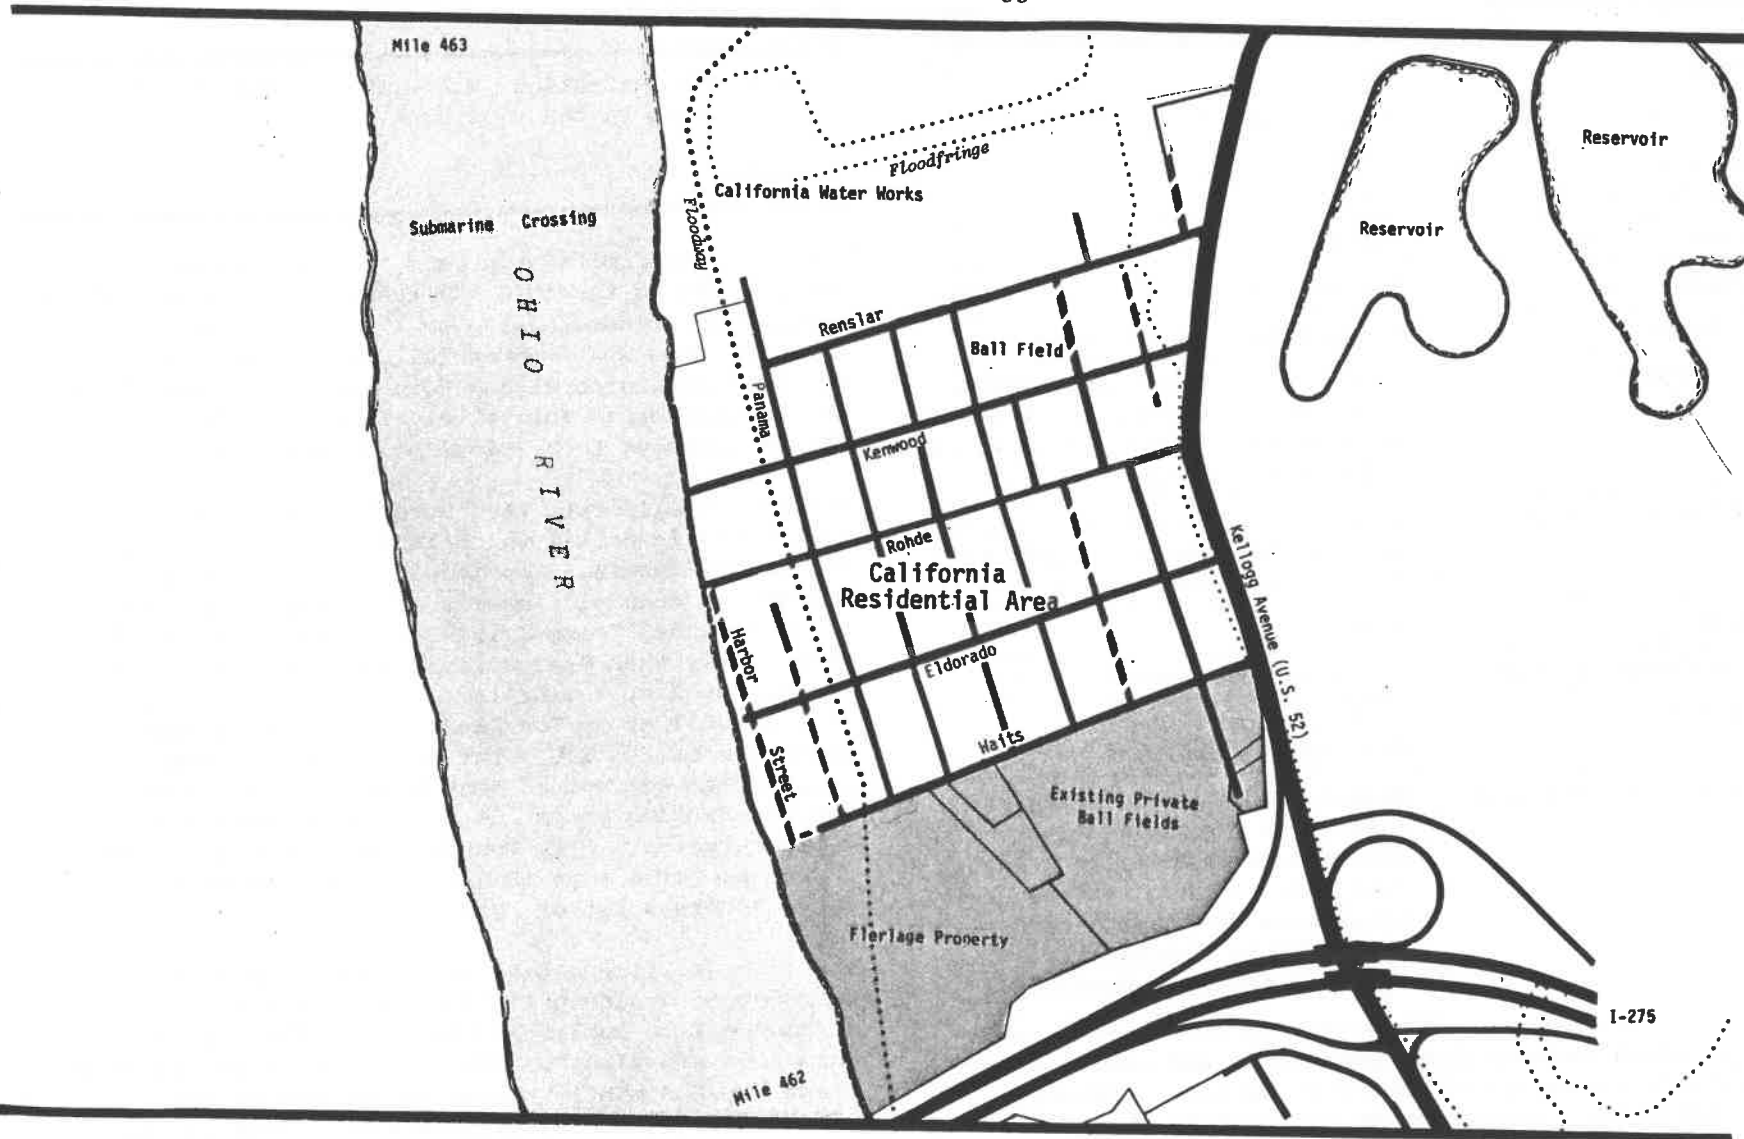 Mile 463
Submarine Crossing
OHIO RIVER
Floodway
Floodfringe
California Water Works
Reservoir
Reservoir
Renslar
Ball Field
Panama
Kenwood
Rohde
California
Residential Area
Kellogg Avenue (U.S. 52)
Harbor
Street
Eldorado
Waits
Existing Private
Ball Fields
Flerlage Property
I-275
Mile 462